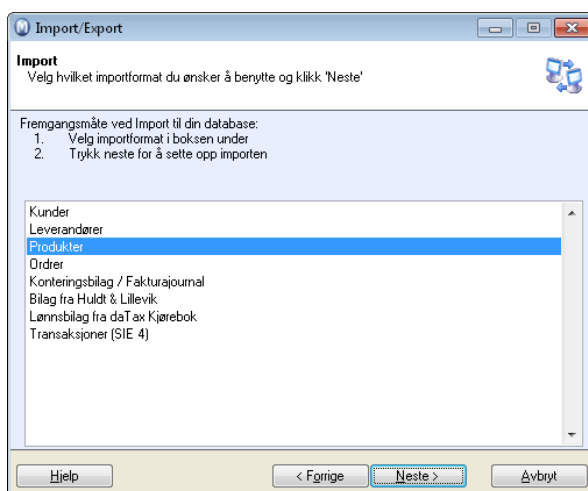 Import/Export
Import
Velg hvilket importformat du ønsker å benytte og klikk 'Neste'
Fremgangsmåte ved Import til din database:
1. Velg importformat i boksen under
2. Trykk neste for å sette opp importen
Kunder
Leverandører
Produkter
Ordrer
Konteringsbilag / Fakturajournal
Bilag fra Huldt & Lillevik
Lønnsbilag fra daTax Kjørebok
Transaksjoner (SIE 4)
Hjelp < Forrige Neste > Avbryt